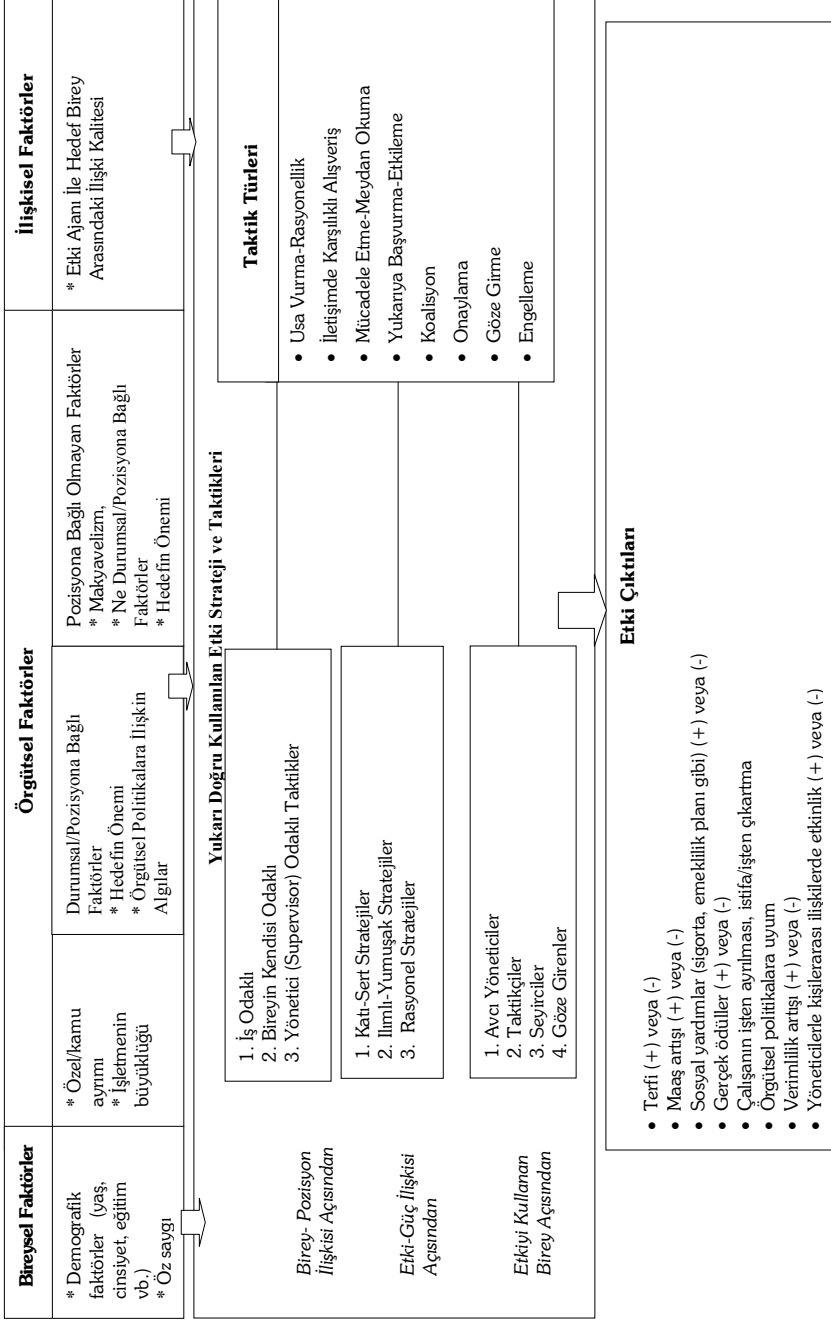 Bireysel Faktörler
Örgütsel Faktörler
İlişkisel Faktörler
* Demografik
faktörler (yaş,
cinsiyet, eğitim
vb.)
* Öz saygı
* Özel/kamu
ayrımı
* İşletmenin
büyüklüğü
Durumsal/Pozisyona Bağlı
Faktörler
* Hedefin Önemi
* Örgütsel Politikalara İlişkin
Algılar
Pozisyona Bağlı Olmayan Faktörler
* Makyavelizm,
* Ne Durumsal/Pozisyona Bağlı
Faktörler
* Hedefin Önemi
* Etki Ajanı İle Hedef Birey
Arasındaki İlişki Kalitesi
Yukarı Doğru Kullanılan Etki Strateji ve Taktikleri
Birey- Pozisyon
İlişkisi Açısından
1. İş Odaklı
2. Bireyin Kendisi Odaklı
3. Yönetici (Supervisor) Odaklı Taktikler
Etki-Güç İlişkisi
Açısından
1. Katı-Sert Stratejiler
2. Ilımlı-Yumuşak Stratejiler
3. Rasyonel Stratejiler
Etkiyi Kullanan
Birey Açısından
1. Avcı Yöneticiler
2. Taktikçiler
3. Seyirciler
4. Göze Girenler
Taktik Türleri
• Usa Vurma-Rasyonellik
• İletişimde Karşılıklı Alışveriş
• Mücadele Etme-Meydan Okuma
• Yukarıya Başvurma-Etkileme
• Koalisyon
• Onaylama
• Göze Girme
• Engelleme
Etki Çıktıları
• Terfi (+) veya (-)
• Maaş artışı (+) veya (-)
• Sosyal yardımlar (sigorta, emeklilik planı gibi) (+) veya (-)
• Gerçek ödüller (+) veya (-)
• Çalışanın işten ayrılması, istifa/işten çıkartma
• Örgütsel politikalara uyum
• Verimlilik artışı (+) veya (-)
• Yöneticilerle kişilerarası ilişkilerde etkinlik (+) veya (-)